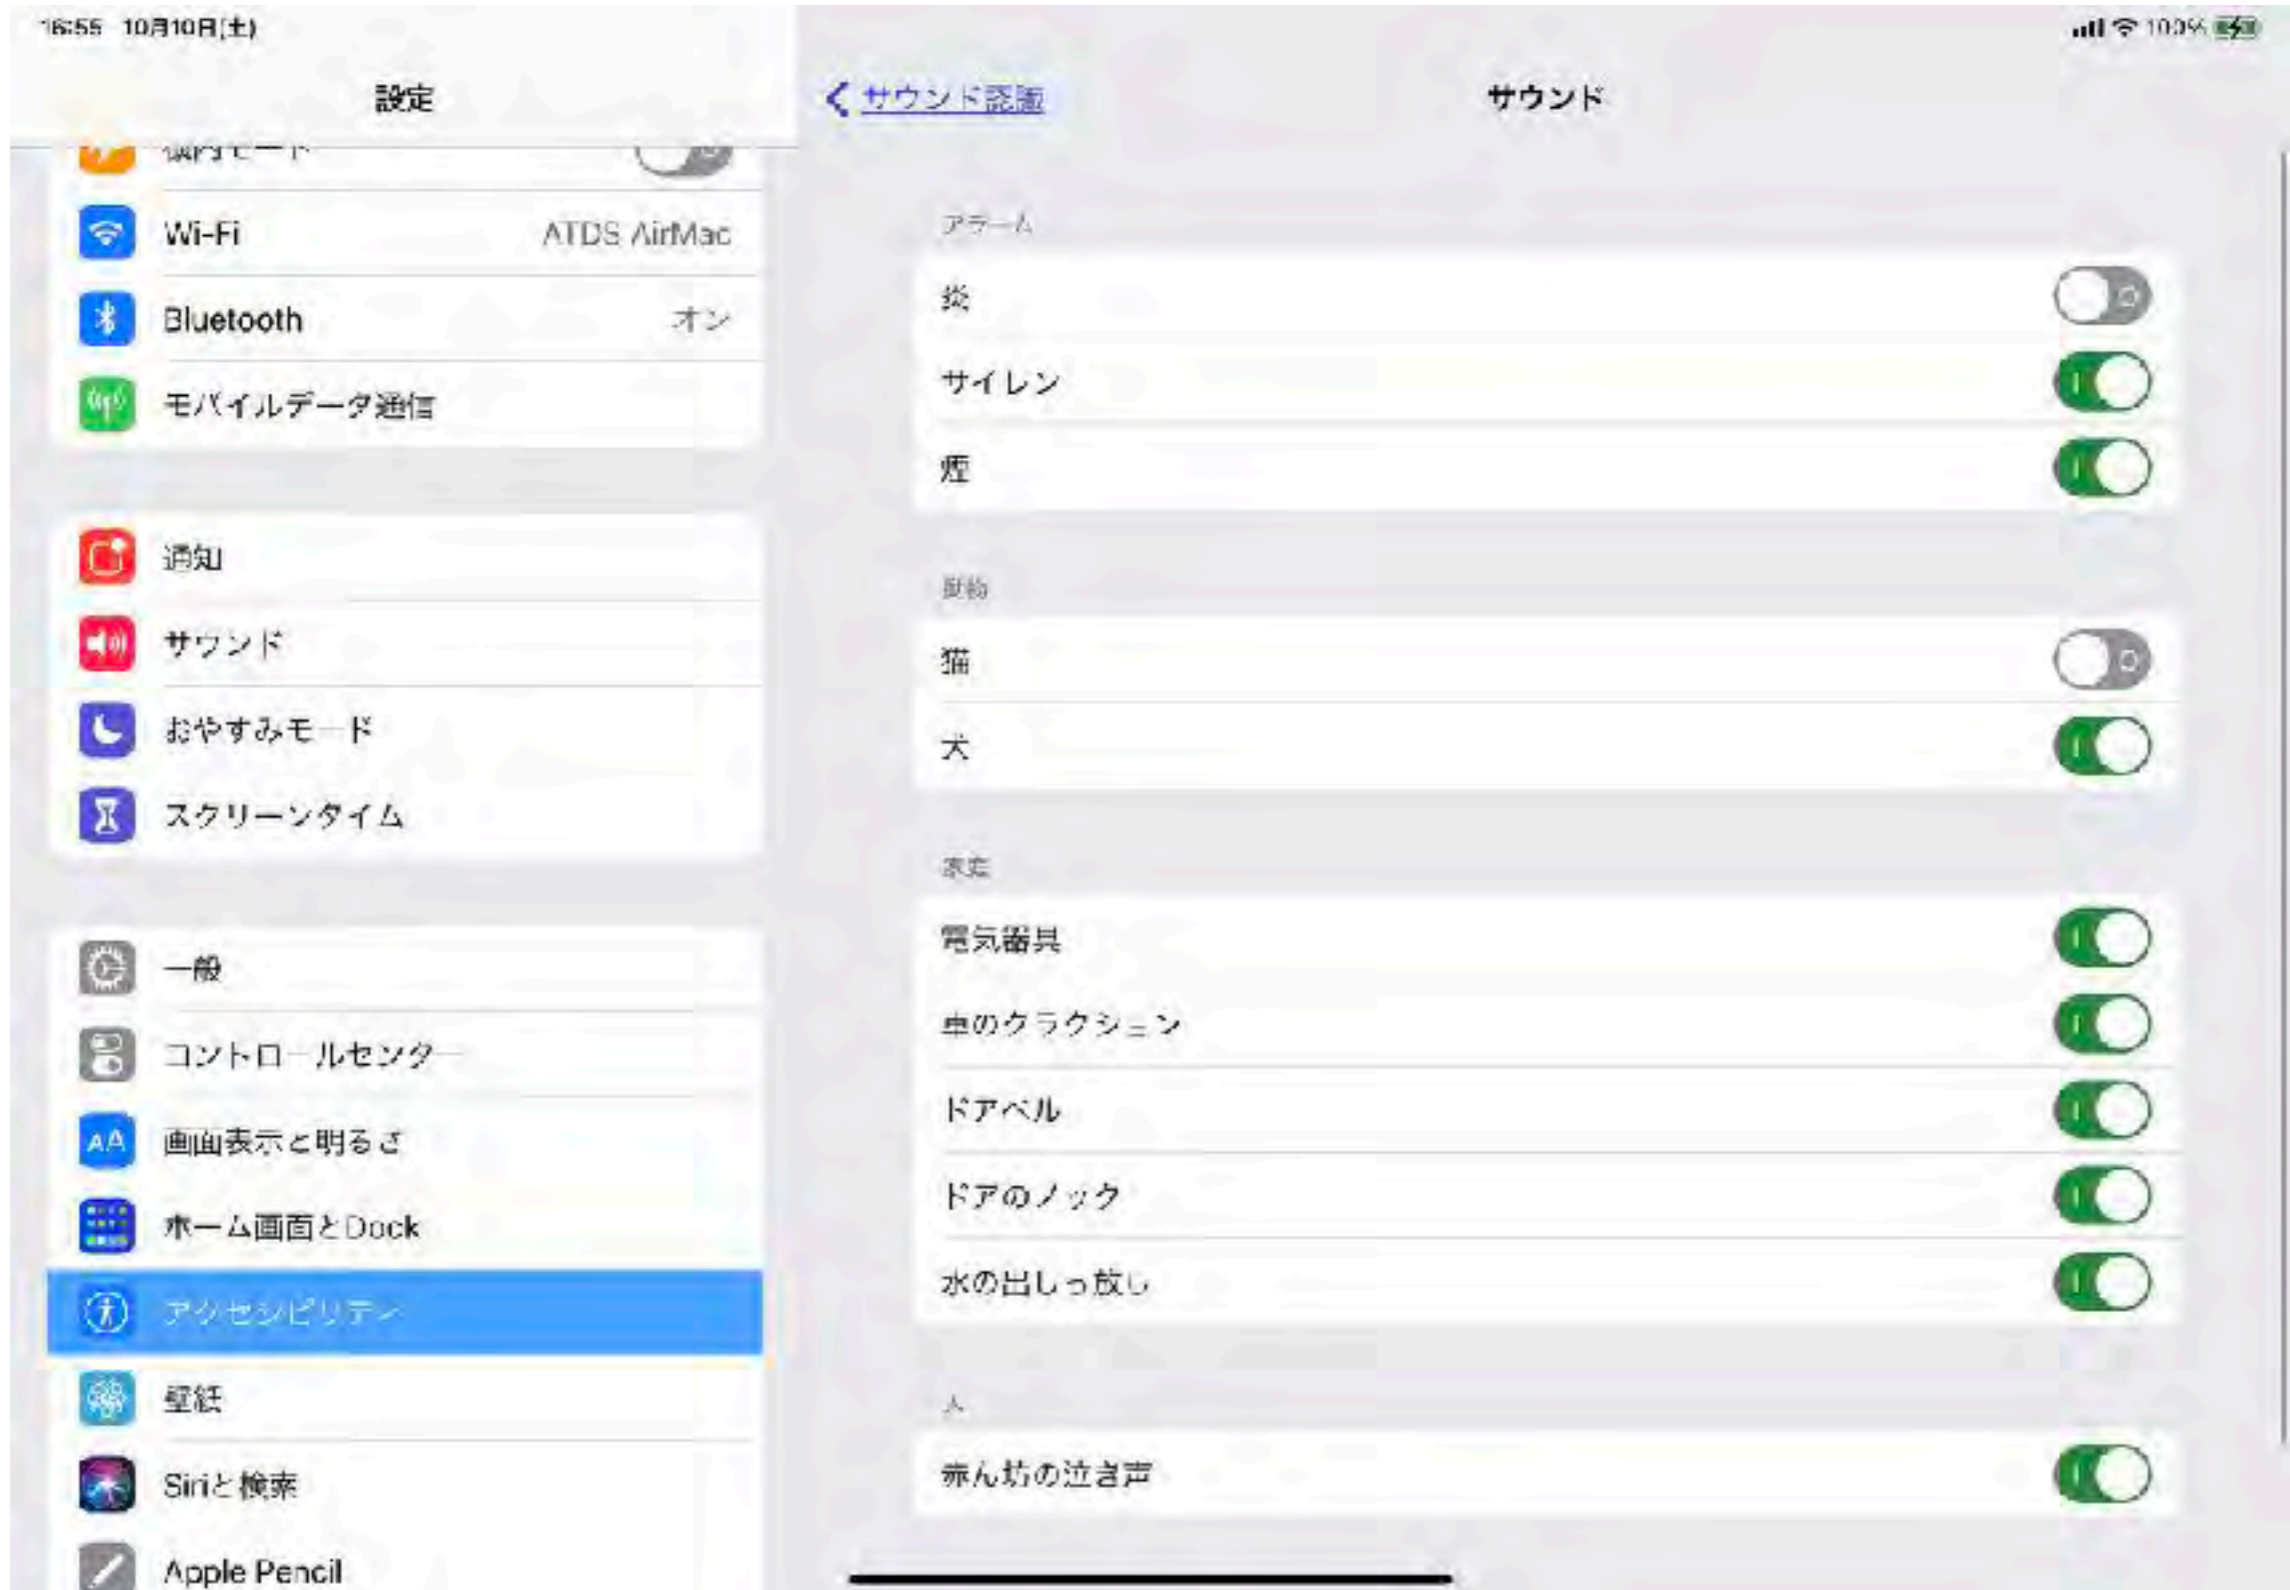 16:55 10月10日(土)
100%
設定
機内モード
Wi-Fi ATDS AirMac
Bluetooth オン
モバイルデータ通信
通知
サウンド
おやすみモード
スクリーンタイム
一般
コントロールセンター
AA 画面表示と明るさ
ホーム画面とDock
アクセシビリティ
壁紙
Siriと検索
Apple Pencil
サウンド認識
サウンド
アラーム
炎
サイレン
煙
動物
猫
犬
家庭
電気器具
車のクラクション
ドアベル
ドアのノック
水の出しっ放し
人
赤ん坊の泣き声